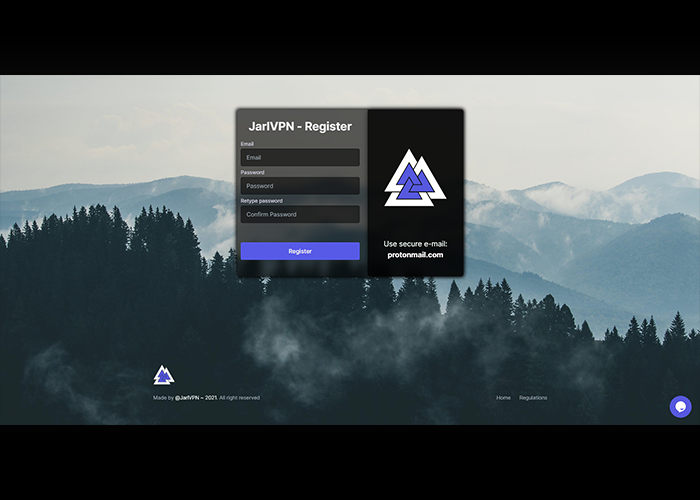 JarlVPN - Register
Email
Email
Password
Password
Retype password
Confirm Password
Register
Use secure e-mail:
protonmail.com
Made by @JarlVPN — 2021. All right reserved
Home
Regulations